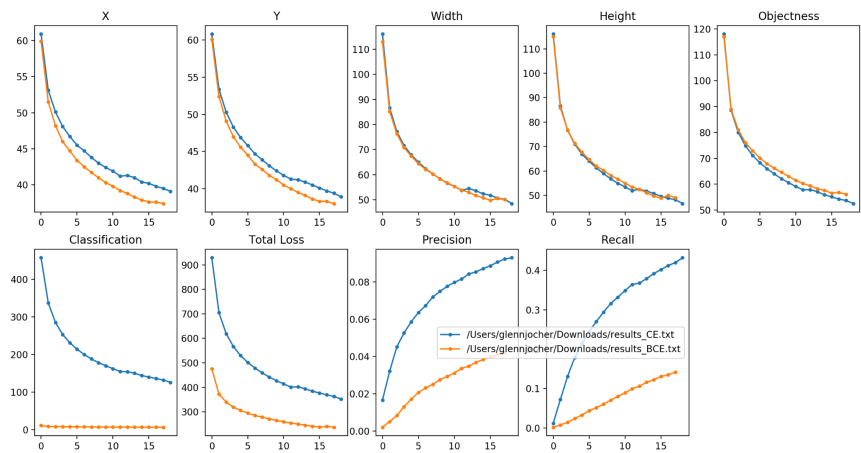 X Y Width Height Objectness
60 60 110 110 120
55 55 100 100 110
50 50 90 90 100
45 45 80 80 90
40 40 70 70 80
60 60 70
50 50 60
50
0 5 10 15 0 5 10 15 0 5 10 15 0 5 10 15 0 5 10 15
Classification Total Loss Precision Recall
400 900 0.08 0.4
300 800 0.06 0.3
200 700 0.04 0.1
100 600 0.02 0.0
0 500 0.00
400
300
/Users/glennjocher/Downloads/results_CE.txt
/Users/glennjocher/Downloads/results_BCE.txt
0 5 10 15 0 5 10 15 0 5 10 15 0 5 10 15